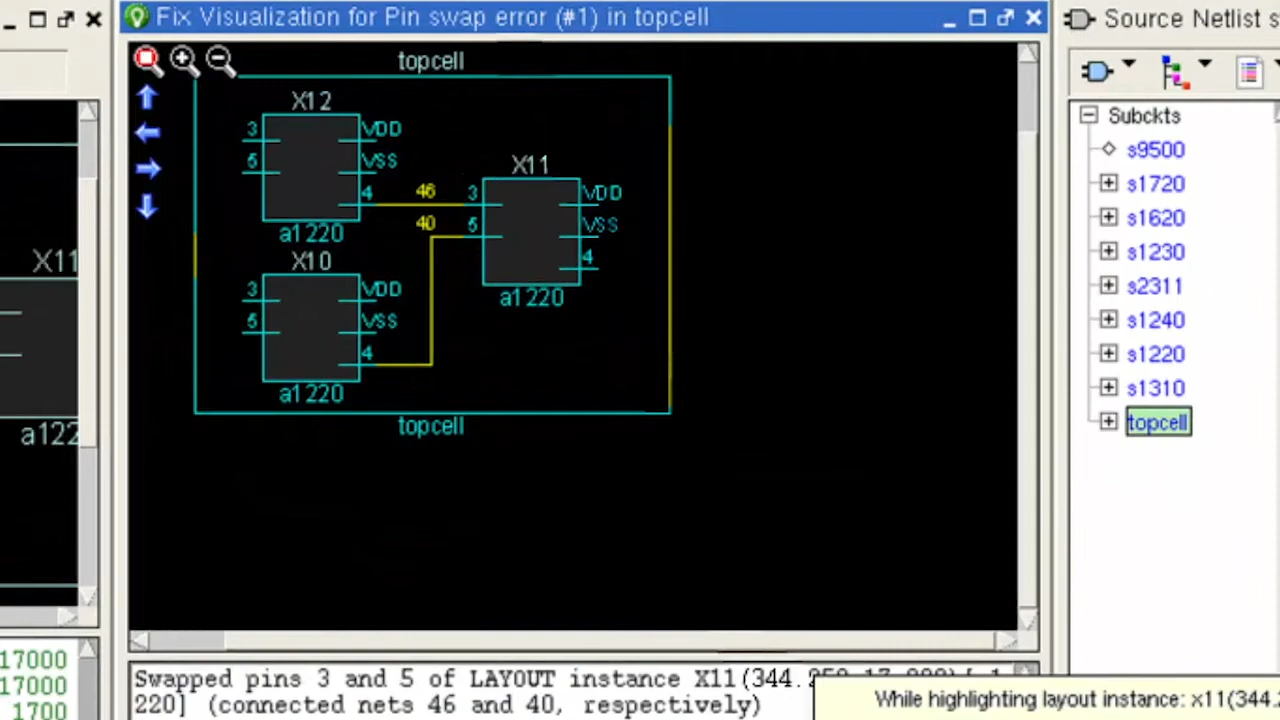 Fix Visualization for Pin swap error (#1) in topcell
Source Netlist s
topcell
X12
3
VDD
5
VSS
4
a1220
46
40
X11
3
VDD
5
VSS
4
a1220
X10
3
VDD
5
VSS
4
a1220
topcell
X11
a122
Subckts
s9500
s1720
s1620
s1230
s2311
s1240
s1220
s1310
topcell
17000
17000
1700
Swapped pins 3 and 5 of LAYOUT instance X11(344.
220] (connected nets 46 and 40, respectively)
While highlighting layout instance: x11(344.